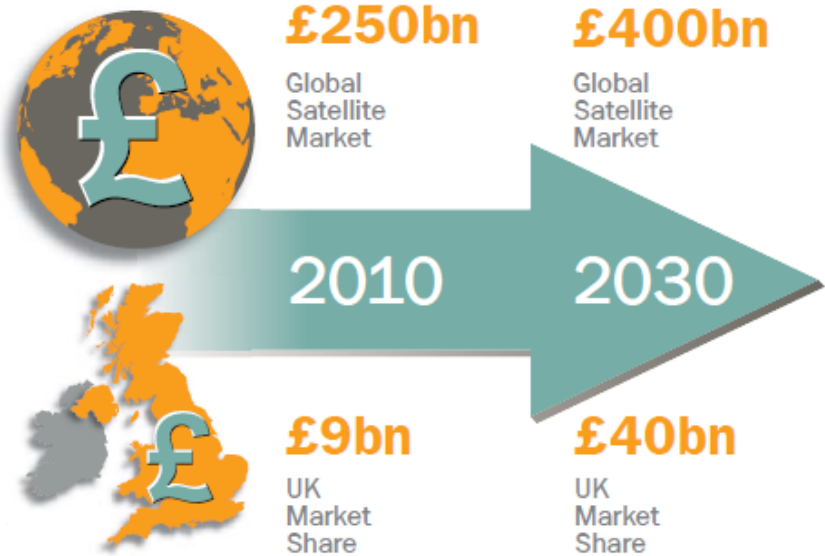 £
£250bn
Global
Satellite
Market
£400bn
Global
Satellite
Market
2010
2030
£
£9bn
UK
Market
Share
£40bn
UK
Market
Share